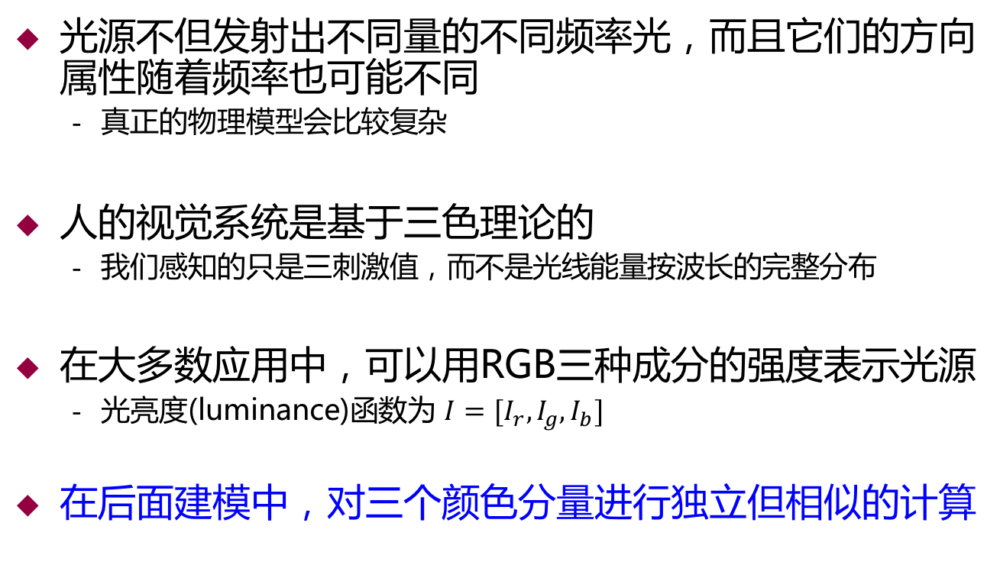 ◆ 光源不但发射出不同量的不同频率光，而且它们的方向
属性随着频率也可能不同
- 真正的物理模型会比较复杂
◆ 人的视觉系统是基于三色理论的
- 我们感知的只是三刺激值，而不是光线能量按波长的完整分布
◆ 在大多数应用中，可以用RGB三种成分的强度表示光源
- 光亮度(luminance)函数为 $I = [I_r, I_g, I_b]$
◆ 在后面建模中，对三个颜色分量进行独立但相似的计算